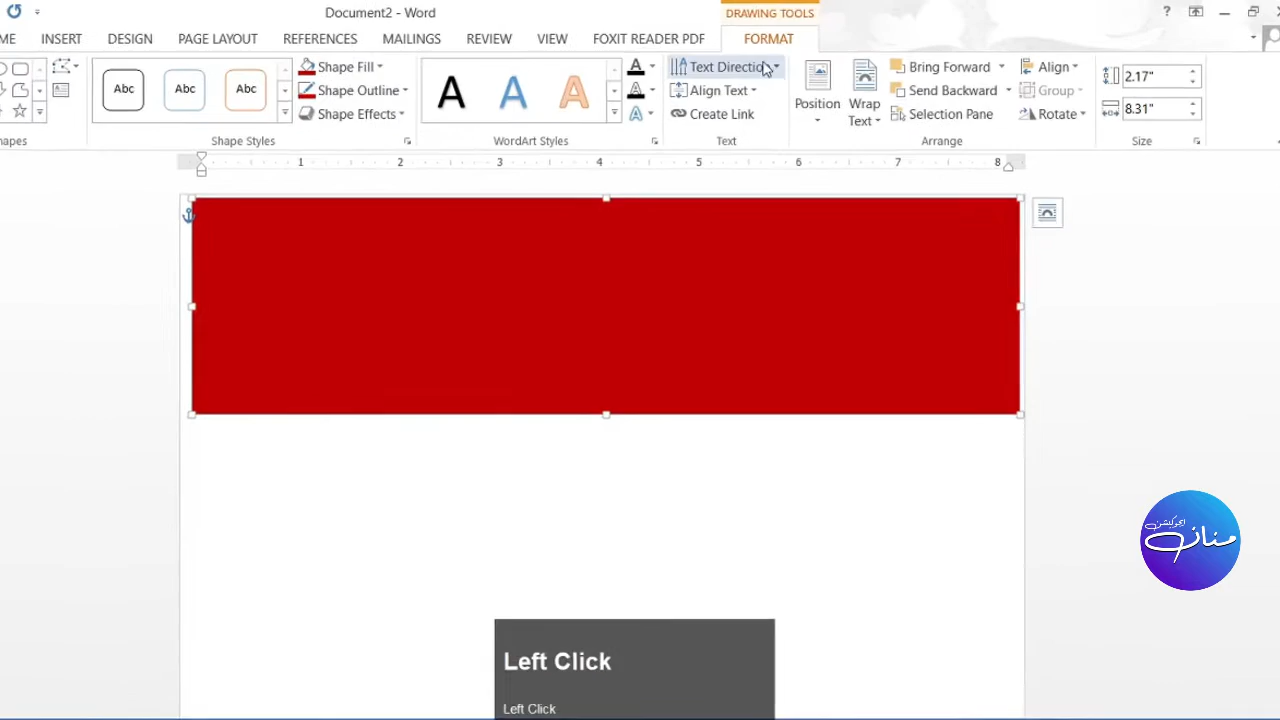 Document2 - Word
DRAWING TOOLS
?
INSERT
DESIGN
PAGE LAYOUT
REFERENCES
MAILINGS
REVIEW
VIEW
FOXIT READER PDF
FORMAT
Abc
Abc
Abc
Shape Fill
Shape Outline
Shape Effects
Shape Styles
A
A
A
A
A
A
WordArt Styles
Text Direction
Align Text
Create Link
Text
Position
Wrap
Text
Bring Forward
Send Backward
Selection Pane
Align
Group
Rotate
Arrange
2.17"
8.31"
Size
1 2 3 4 5 6 7 8
Left Click
Left Click
منان
ایجوکیشن